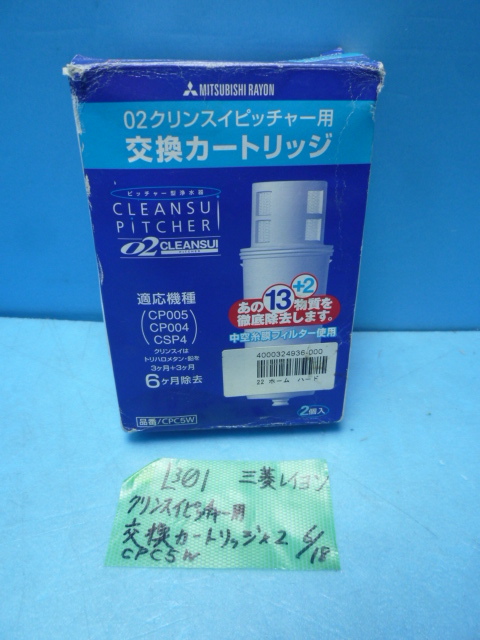 MITSUBISHI RAYON
02クリンスイピッチャー用
交換カートリッジ
ピッチャー型浄水器
CLEANSUI
PiTCHER
O2 CLEANSUI
PITCHER
適応機種
CP005
CP004
CSP4
クリンスイは
トリハロメタン・鉛を
3ヶ月+3ヶ月
6ヶ月除去
品番/CPC5W
あの13+2物質を
徹底除去します。
中空糸膜フィルター使用
4000324936-000
22 ホーム ハード
2個入
L301 三菱レイヨン
クリンスイピッチャー用
交換カートリッジ×2 6/18
CPC5W